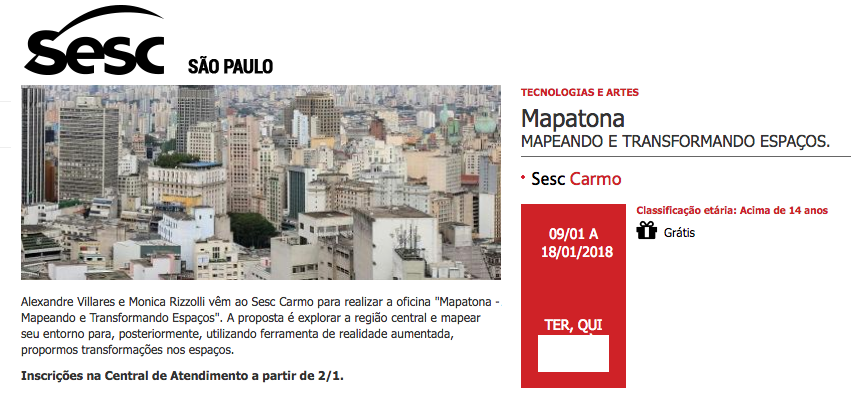 Sesc SÃO PAULO
TECNOLOGIAS E ARTES
Mapatona
MAPEANDO E TRANSFORMANDO ESPAÇOS.
Sesc Carmo
09/01 A
18/01/2018
TER, QUI
Classificação etária: Acima de 14 anos
Grátis
Alexandre Villares e Monica Rizzolli vêm ao Sesc Carmo para realizar a oficina "Mapatona -
Mapeando e Transformando Espaços". A proposta é explorar a região central e mapear
seu entorno para, posteriormente, utilizando ferramenta de realidade aumentada,
propormos transformações nos espaços.
Inscrições na Central de Atendimento a partir de 2/1.